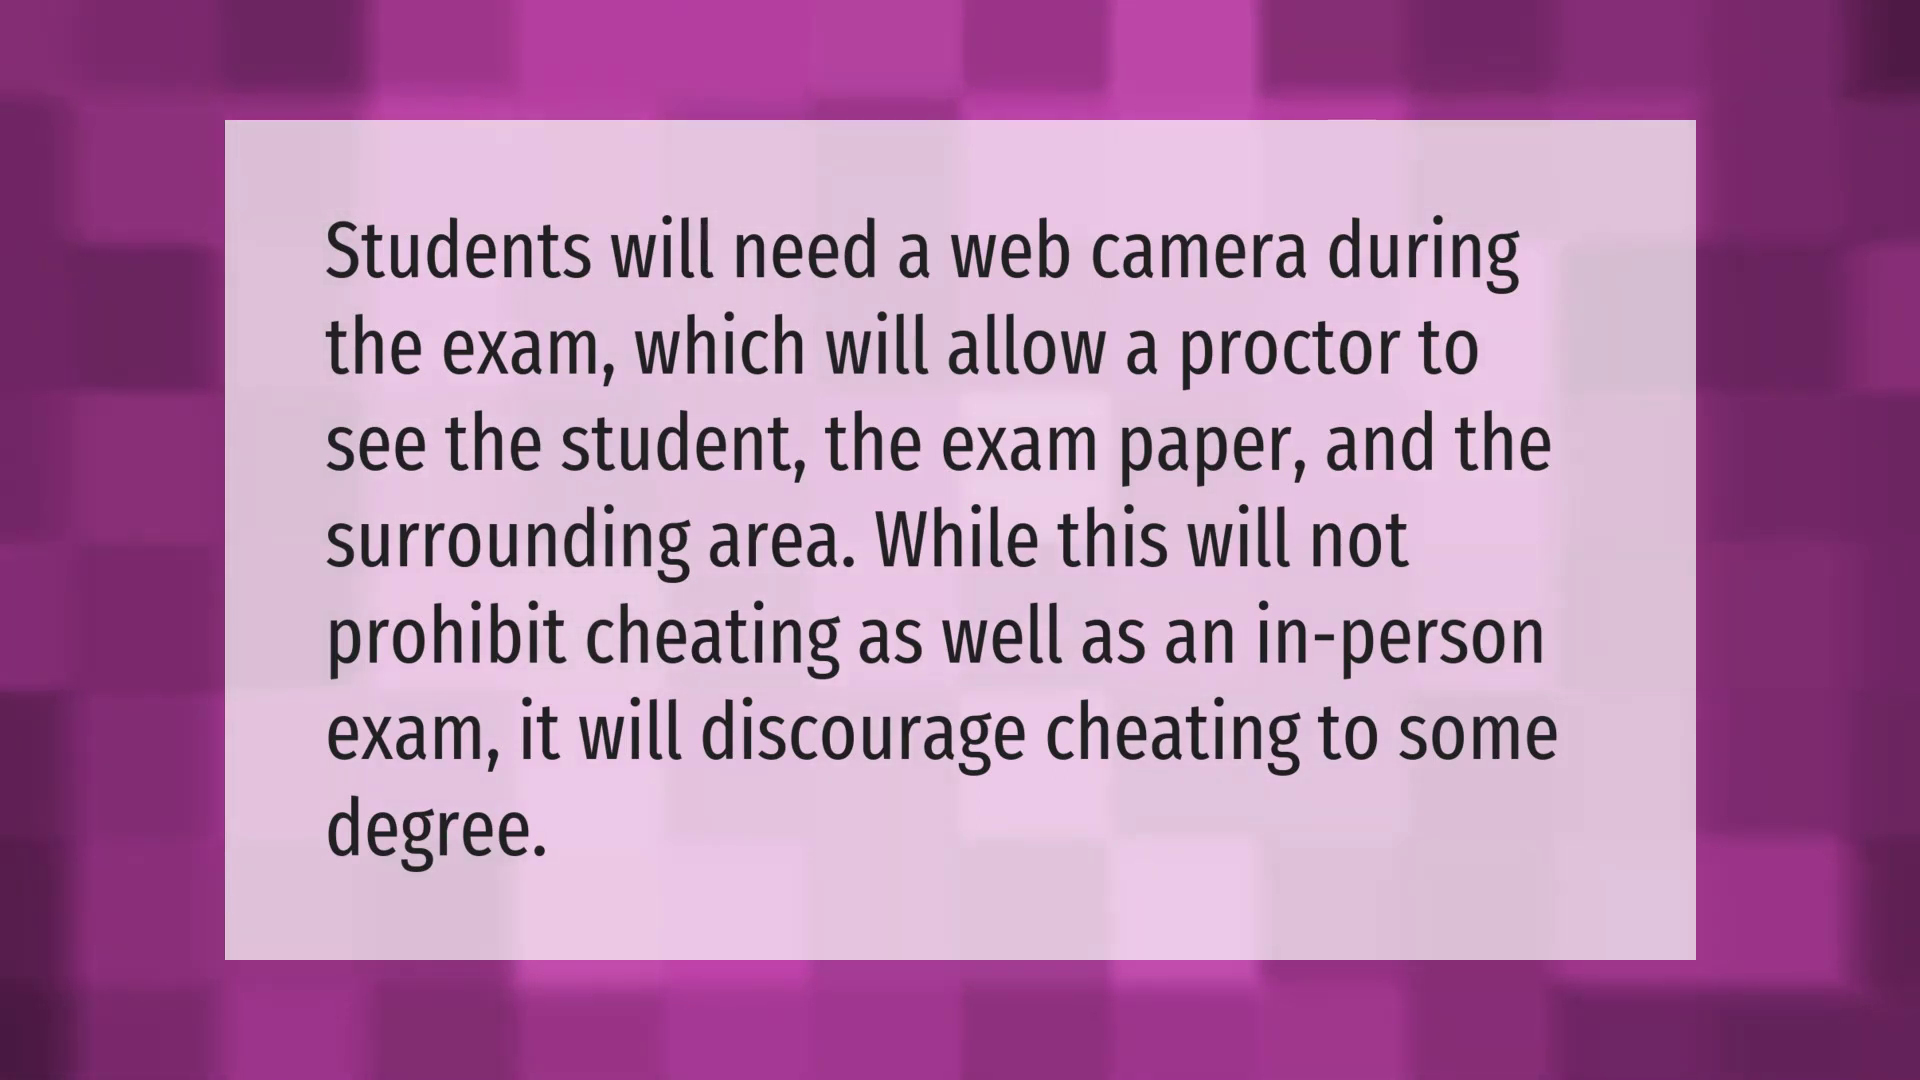 Students will need a web camera during
the exam, which will allow a proctor to
see the student, the exam paper, and the
surrounding area. While this will not
prohibit cheating as well as an in-person
exam, it will discourage cheating to some
degree.